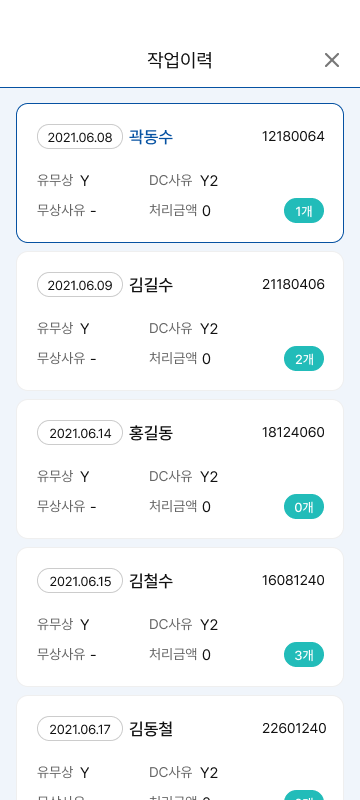 작업이력
2021.06.08 곽동수 12180064
유무상 Y DC사유 Y2
무상사유 - 처리금액 0 1개
2021.06.09 김길수 21180406
유무상 Y DC사유 Y2
무상사유 - 처리금액 0 2개
2021.06.14 홍길동 18124060
유무상 Y DC사유 Y2
무상사유 - 처리금액 0 0개
2021.06.15 김철수 16081240
유무상 Y DC사유 Y2
무상사유 - 처리금액 0 3개
2021.06.17 김동철 22601240
유무상 Y DC사유 Y2